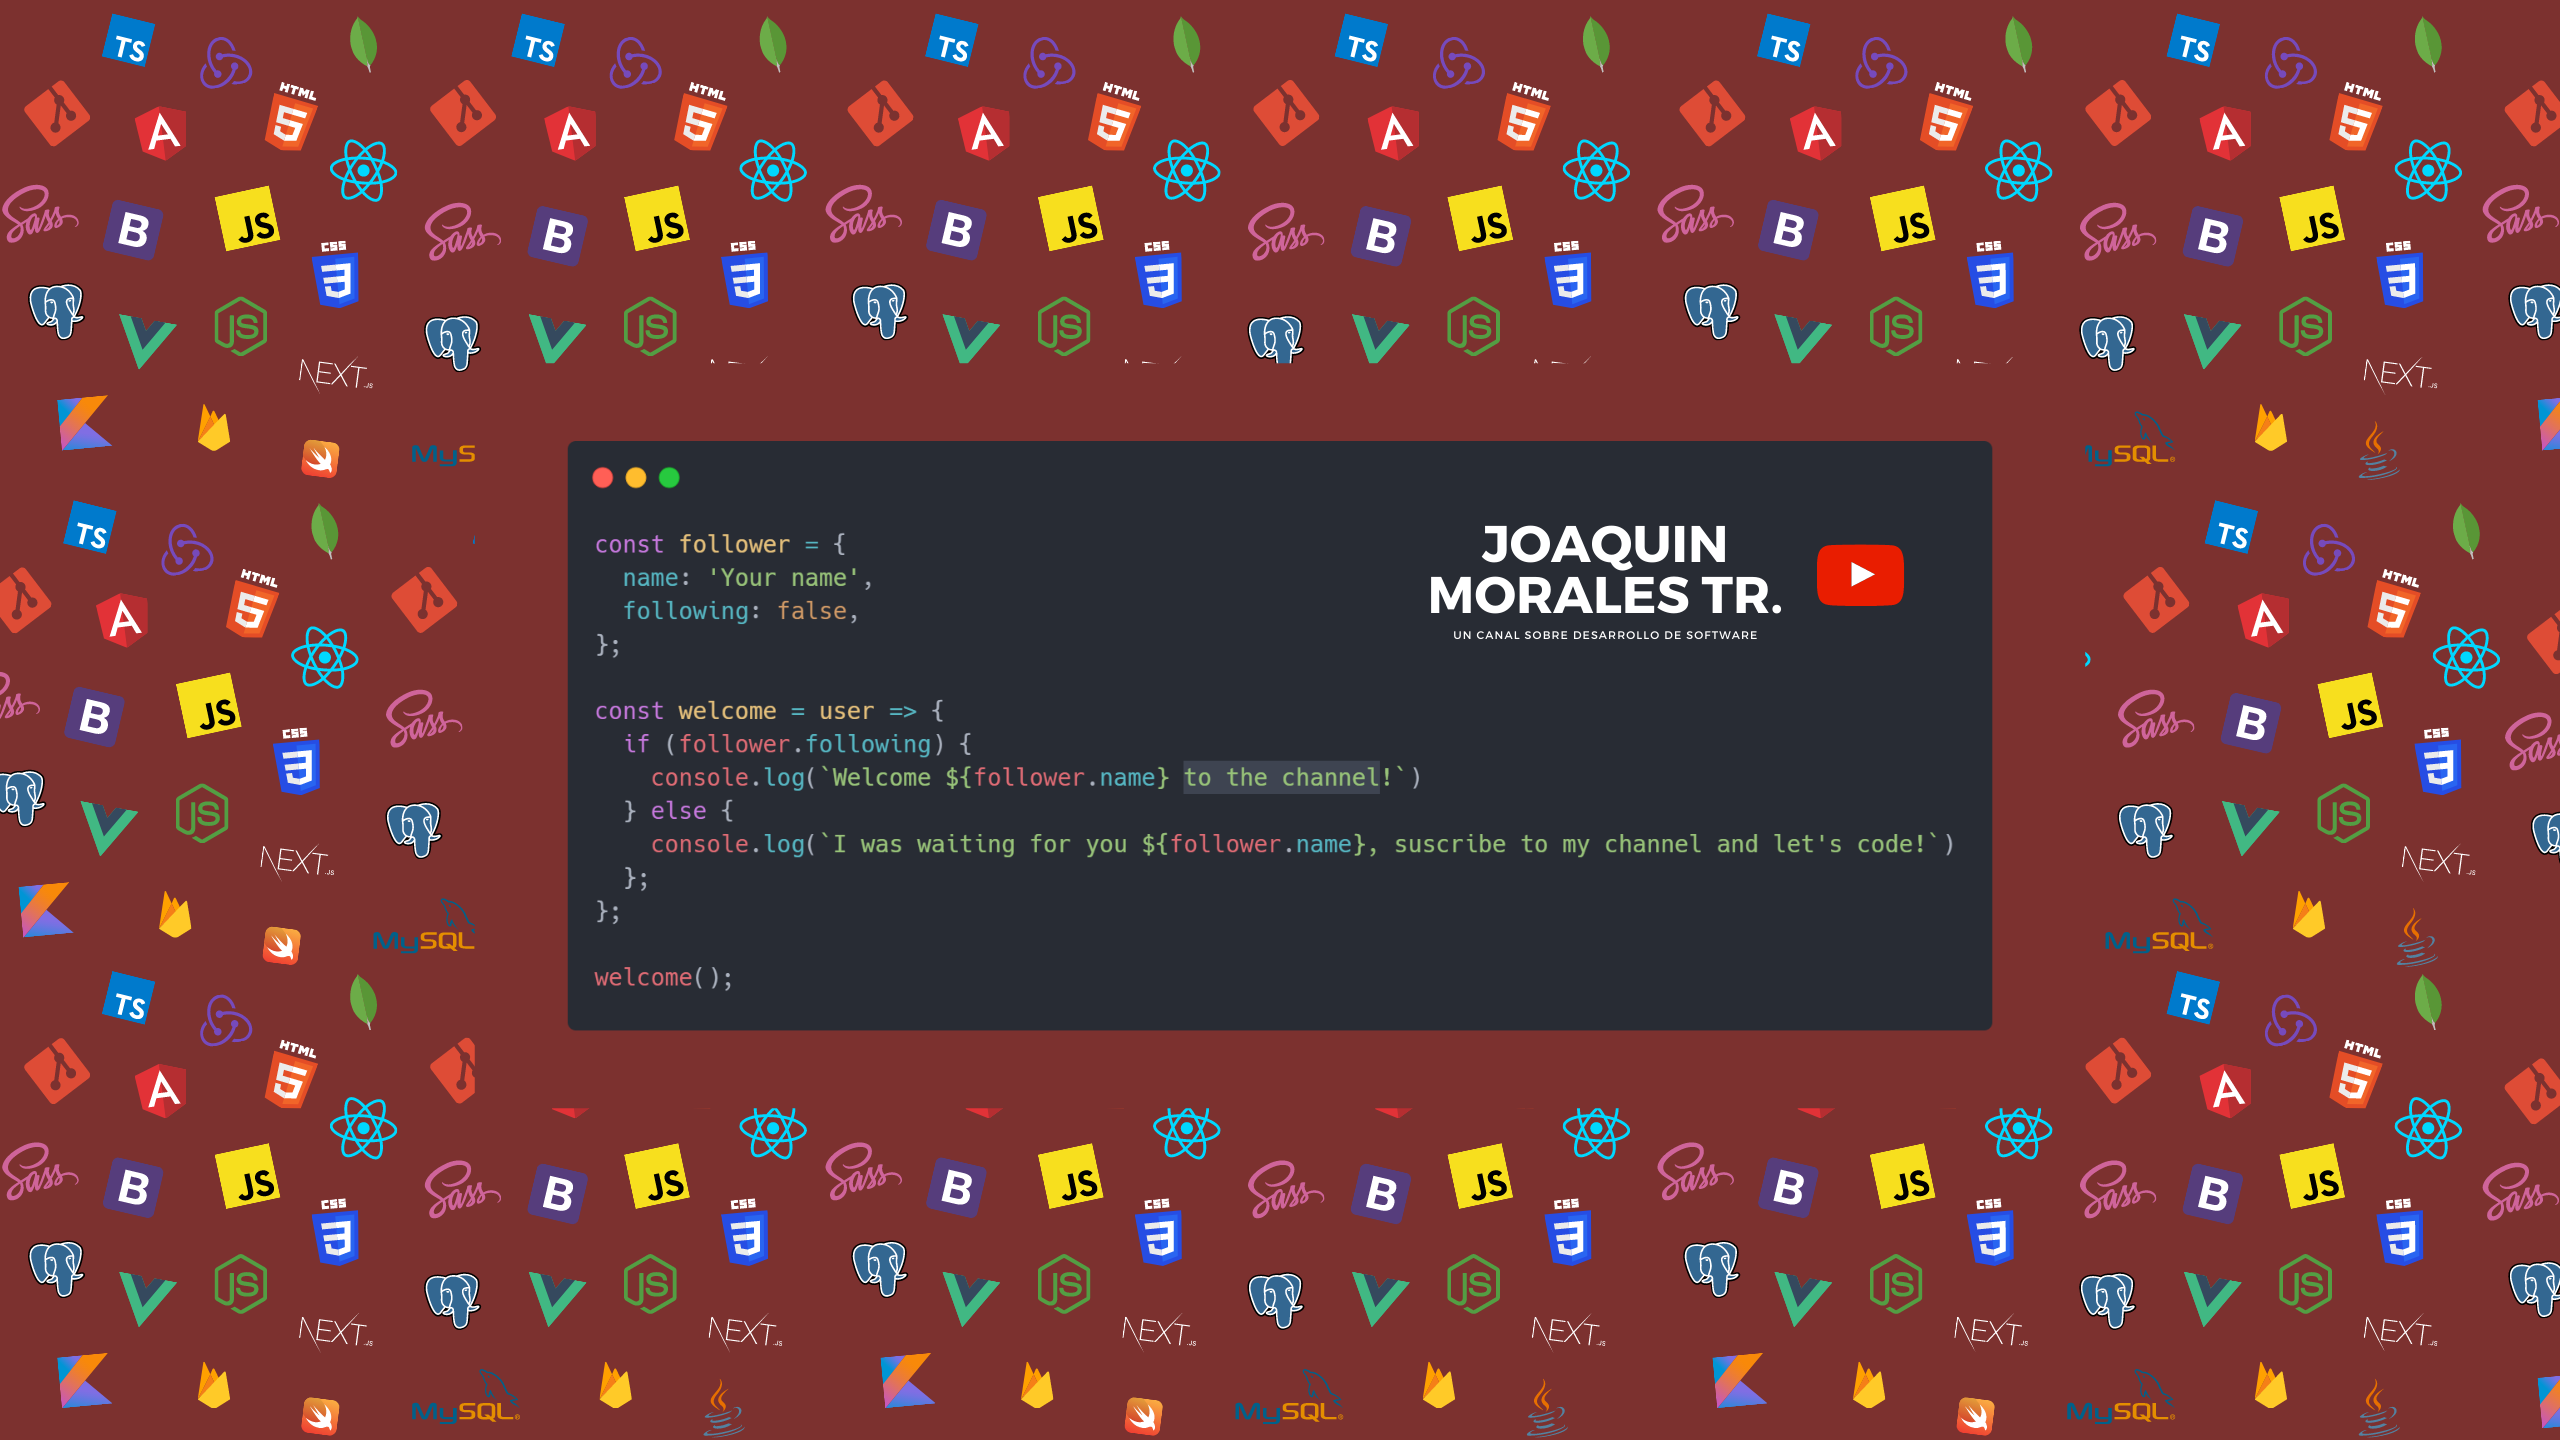 const follower = {
  name: 'Your name',
  following: false,
};
JOAQUIN
MORALES TR.
UN CANAL SOBRE DESARROLLO DE SOFTWARE
const welcome = user => {
  if (follower.following) {
    console.log(`Welcome ${follower.name} to the channel!`)
  } else {
    console.log(`I was waiting for you ${follower.name}, suscribe to my channel and let's code!`)
  };
};
welcome();